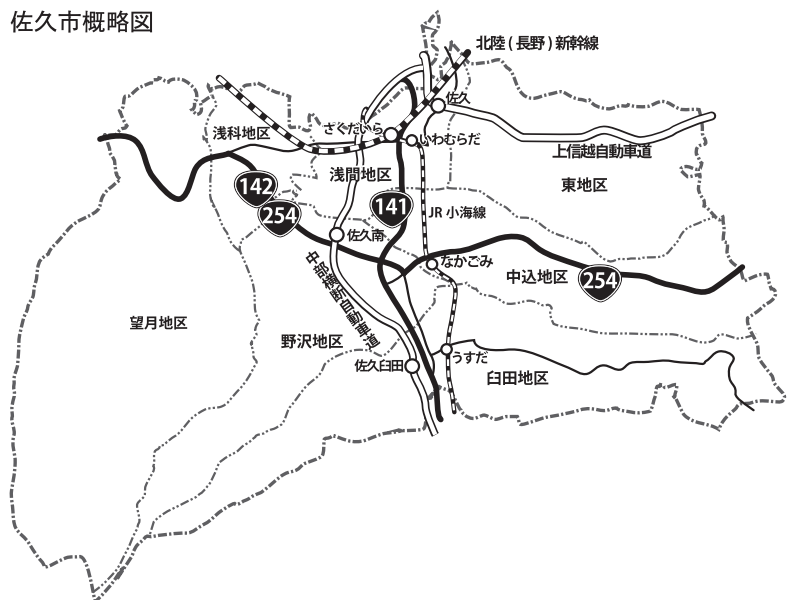 佐久市概略図
北陸(長野)新幹線
佐久
浅科地区
さくだいら
いわむらだ
上信越自動車道
浅間地区
142
東地区
254
141
JR 小海線
佐久南
中部横断自動車道
なかごみ
中込地区
254
望月地区
野沢地区
佐久臼田
うすだ
臼田地区